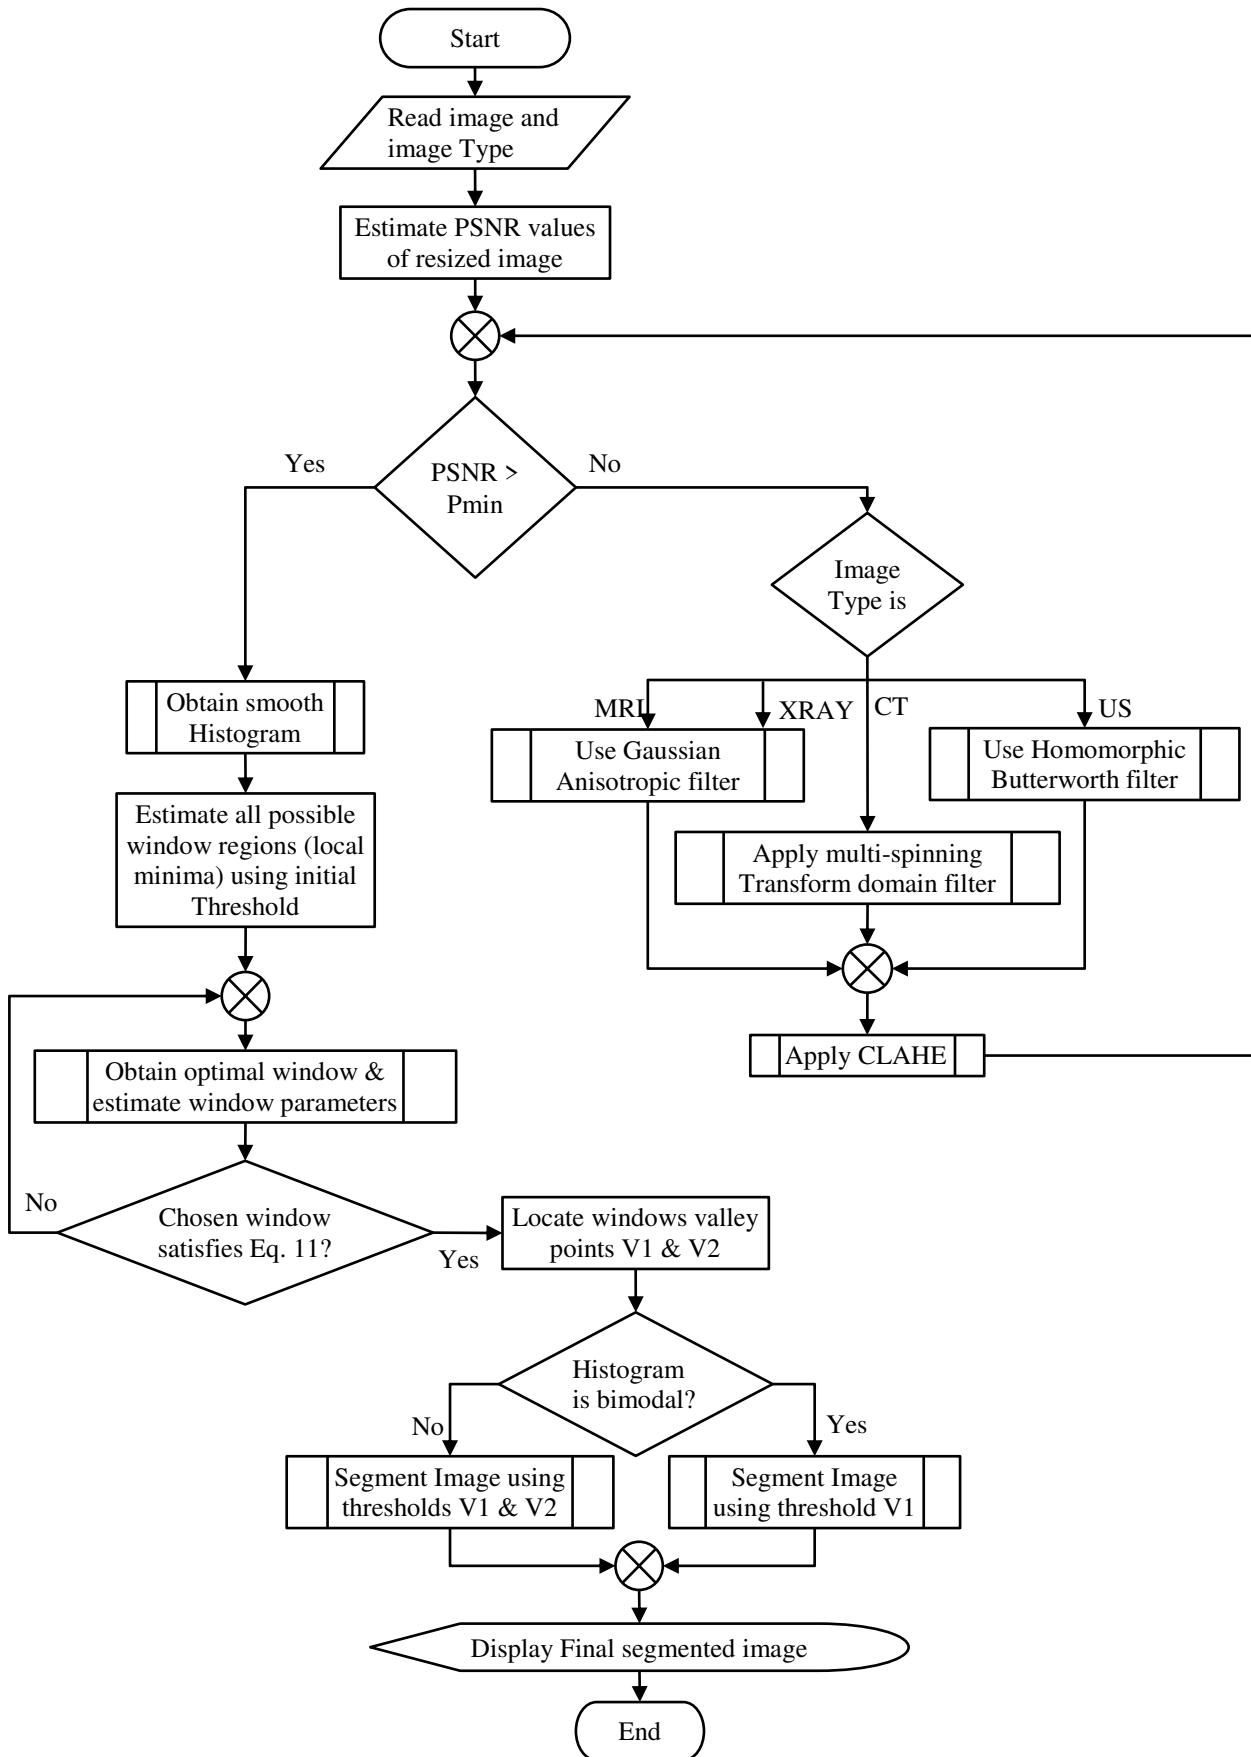 Start
Read image and
image Type
Estimate PSNR values
of resized image
Yes
No
PSNR >
Pmin
Image
Type is
Obtain smooth
Histogram
MRI
XRAY
CT
US
Use Gaussian
Anisotropic filter
Use Homomorphic
Butterworth filter
Estimate all possible
window regions (local
minima) using initial
Threshold
Apply multi-spinning
Transform domain filter
Apply CLAHE
Obtain optimal window &
estimate window parameters
No
Chosen window
satisfies Eq. 11?
Yes
Locate windows valley
points V1 & V2
Histogram
is bimodal?
No
Yes
Segment Image using
thresholds V1 & V2
Segment Image
using threshold V1
Display Final segmented image
End